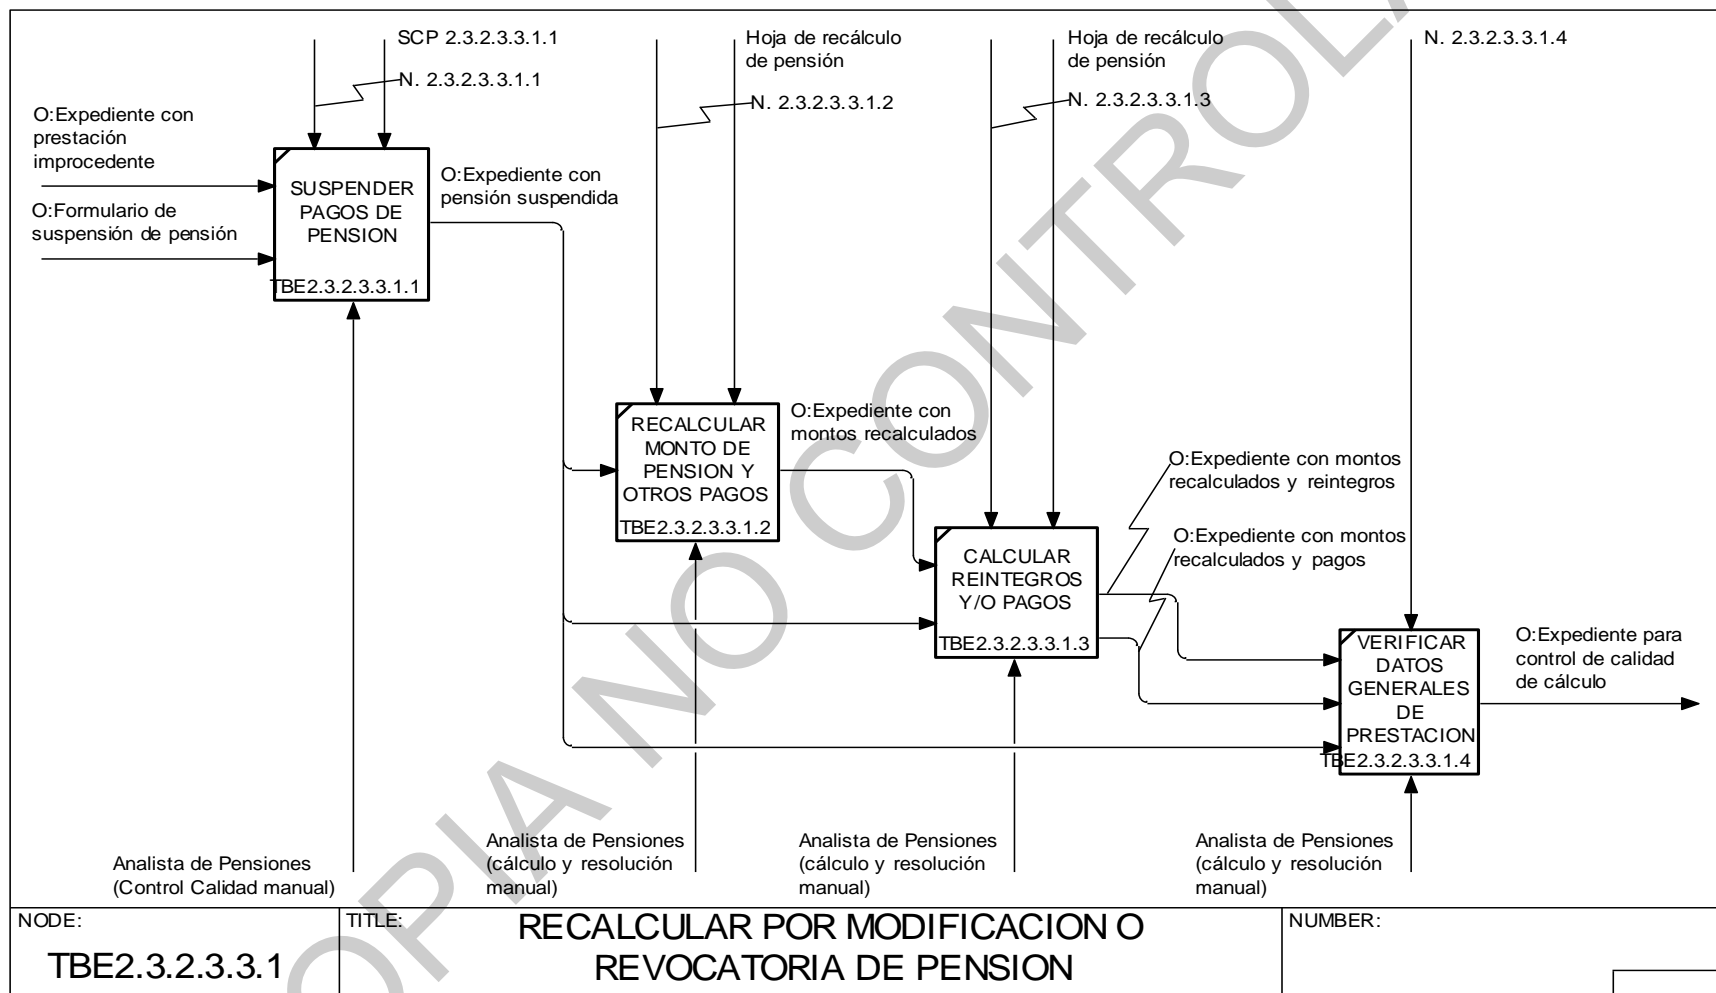 SCP 2.3.2.3.3.1.1
N. 2.3.2.3.3.1.1
Hoja de recálculo
de pensión
N. 2.3.2.3.3.1.2
Hoja de recálculo
de pensión
N. 2.3.2.3.3.1.3
N. 2.3.2.3.3.1.4
O:Expediente con
prestación
improcedente
O:Formulario de
suspensión de pensión
SUSPENDER
PAGOS DE
PENSION
TBE2.3.2.3.3.1.1
O:Expediente con
pensión suspendida
RECALCULAR
MONTO DE
PENSION Y
OTROS PAGOS
TBE2.3.2.3.3.1.2
O:Expediente con
montos recalculados
CALCULAR
REINTEGROS
Y/O PAGOS
TBE2.3.2.3.3.1.3
O:Expediente con montos
recalculados y reintegros
O:Expediente con montos
recalculados y pagos
VERIFICAR
DATOS
GENERALES
DE
PRESTACION
TBE2.3.2.3.3.1.4
O:Expediente para
control de calidad
de cálculo
Analista de Pensiones
(Control Calidad manual)
Analista de Pensiones
(cálculo y resolución
manual)
Analista de Pensiones
(cálculo y resolución
manual)
Analista de Pensiones
(cálculo y resolución
manual)
NODE:
TBE2.3.2.3.3.1
TITLE:
RECALCULAR POR MODIFICACION O
REVOCATORIA DE PENSION
NUMBER:
OPIA NO CONTROLA